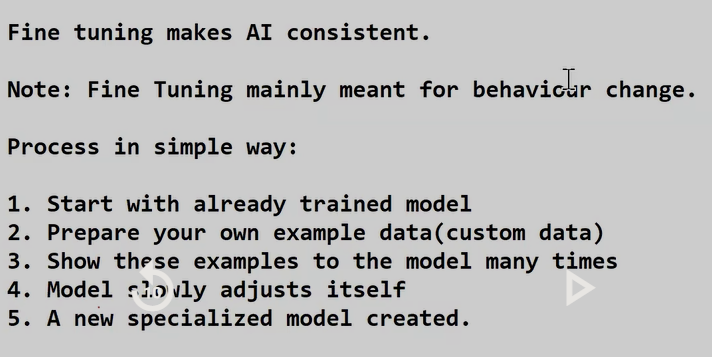 Fine tuning makes AI consistent.
Note: Fine Tuning mainly meant for behaviour change.
Process in simple way:
1. Start with already trained model
2. Prepare your own example data(custom data)
3. Show these examples to the model many times
4. Model slowly adjusts itself
5. A new specialized model created.